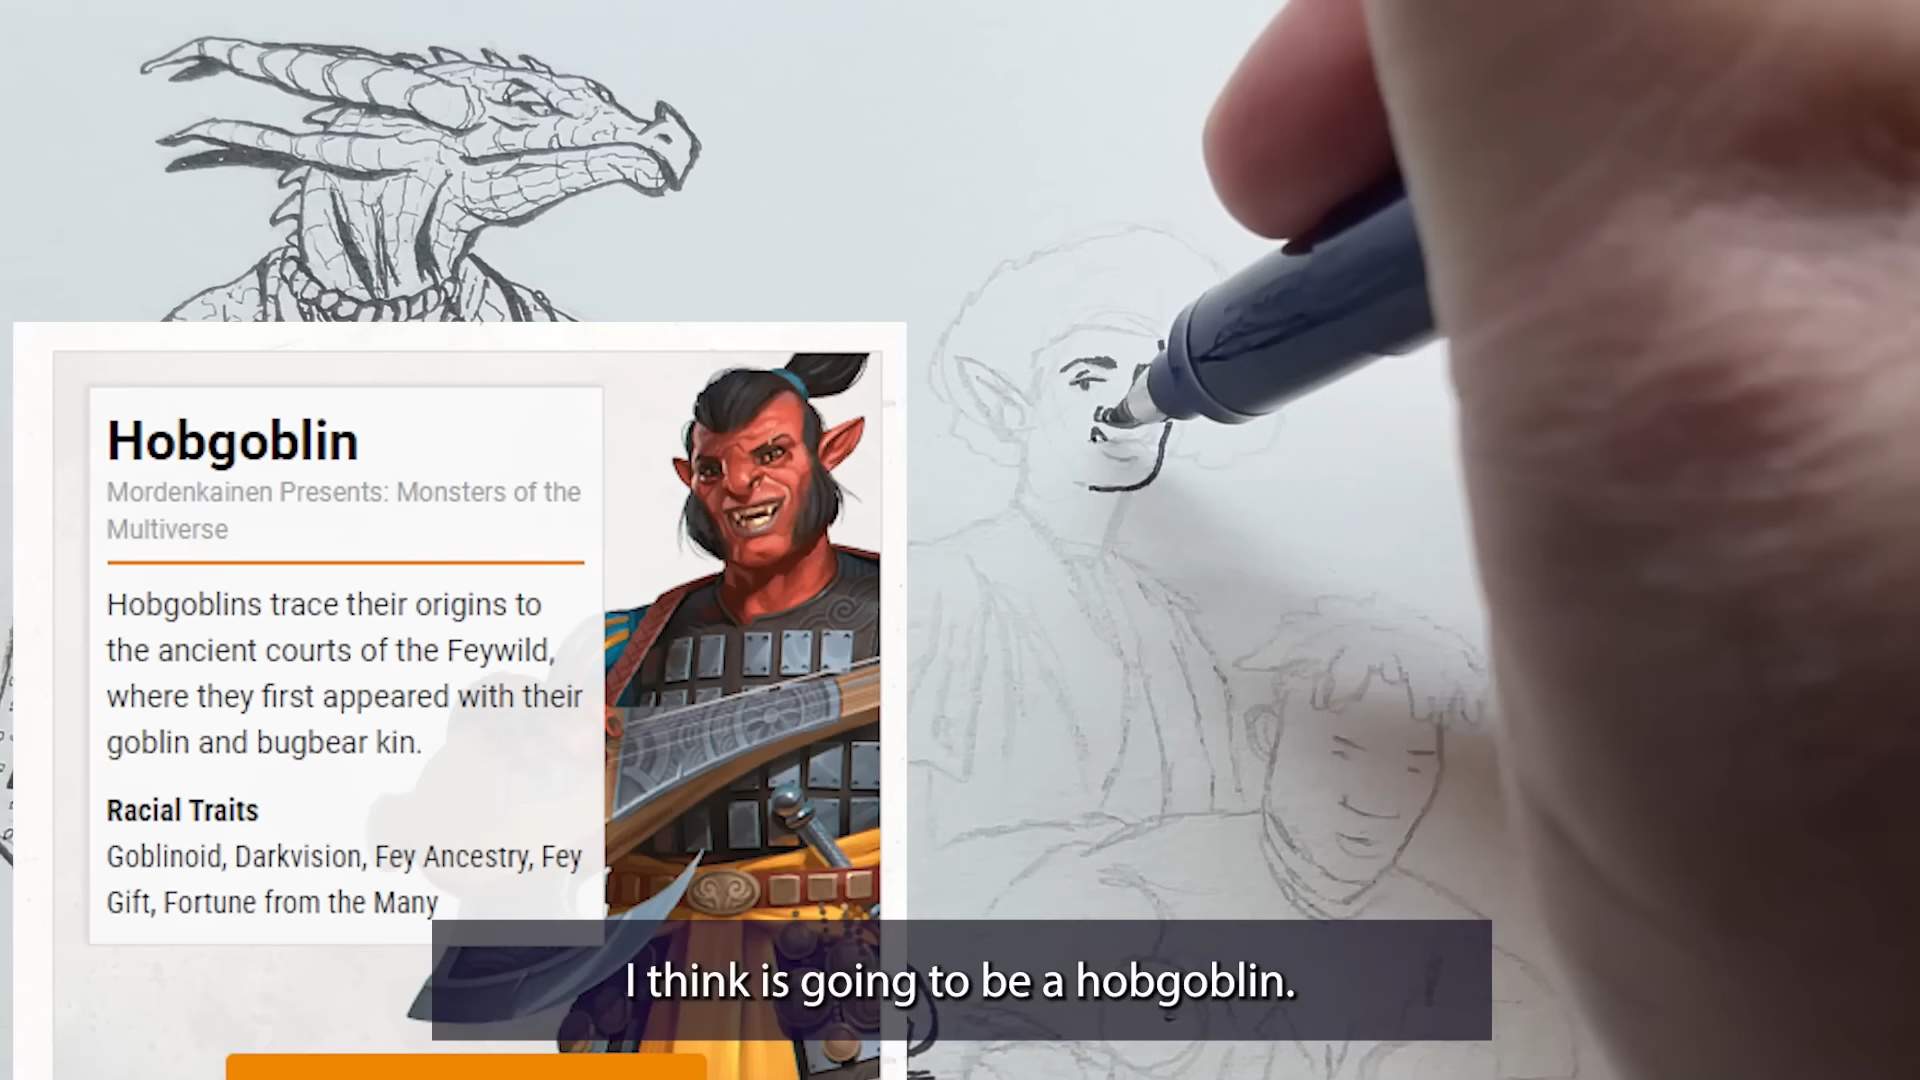 Hobgoblin
Mordenkainen Presents: Monsters of the
Multiverse
Hobgoblins trace their origins to
the ancient courts of the Feywild,
where they first appeared with their
goblin and bugbear kin.
Racial Traits
Goblinoid, Darkvision, Fey Ancestry, Fey
Gift, Fortune from the Many
I think is going to be a hobgoblin.